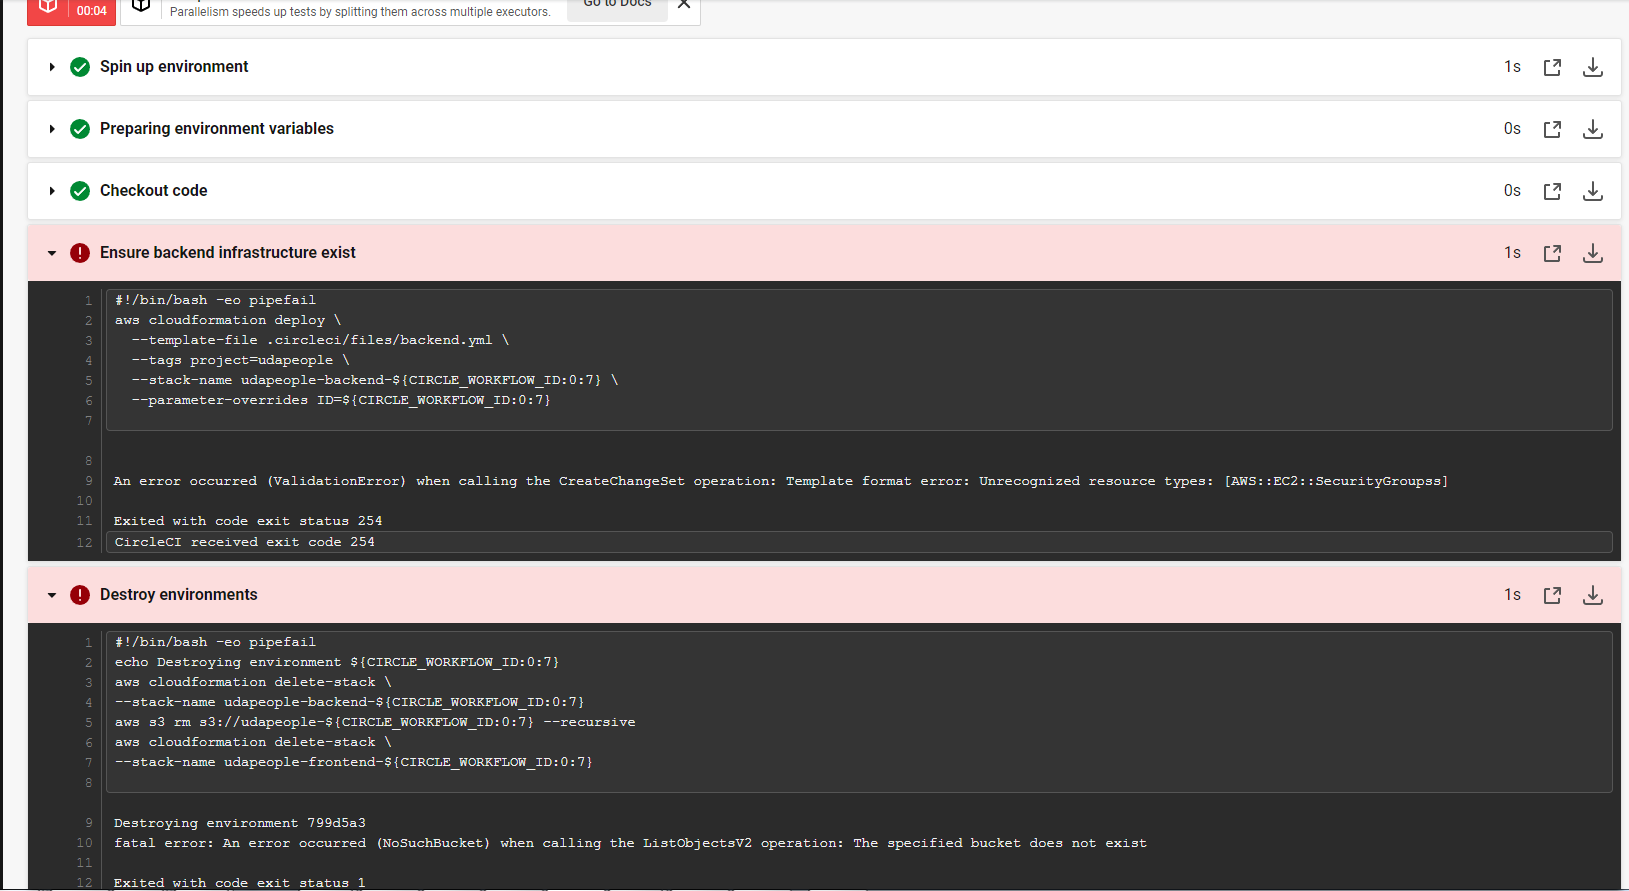 00:04
Parallelism speeds up tests by splitting them across multiple executors.
Go to Docs
Spin up environment 1s
Preparing environment variables 0s
Checkout code 0s
Ensure backend infrastructure exist 1s
1 #!/bin/bash -eo pipefail
2 aws cloudformation deploy \
3 --template-file .circleci/files/backend.yml \
4 --tags project=udapeople \
5 --stack-name udapeople-backend-${CIRCLE_WORKFLOW_ID:0:7} \
6 --parameter-overrides ID=${CIRCLE_WORKFLOW_ID:0:7}
7
8
9 An error occurred (ValidationError) when calling the CreateChangeSet operation: Template format error: Unrecognized resource types: [AWS::EC2::SecurityGroupss]
10
11 Exited with code exit status 254
12 CircleCI received exit code 254
Destroy environments 1s
1 #!/bin/bash -eo pipefail
2 echo Destroying environment ${CIRCLE_WORKFLOW_ID:0:7}
3 aws cloudformation delete-stack \
4 --stack-name udapeople-backend-${CIRCLE_WORKFLOW_ID:0:7}
5 aws s3 rm s3://udapeople-${CIRCLE_WORKFLOW_ID:0:7} --recursive
6 aws cloudformation delete-stack \
7 --stack-name udapeople-frontend-${CIRCLE_WORKFLOW_ID:0:7}
8
9 Destroying environment 799d5a3
10 fatal error: An error occurred (NoSuchBucket) when calling the ListObjectsV2 operation: The specified bucket does not exist
11
12 Exited with code exit status 1